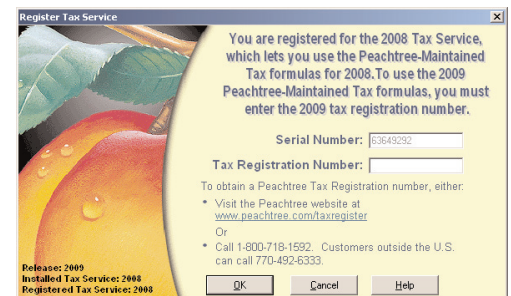 Register Tax Service
You are registered for the 2008 Tax Service,
which lets you use the Peachtree-Maintained
Tax formulas for 2008.To use the 2009
Peachtree-Maintained Tax formulas, you must
enter the 2009 tax registration number.
Serial Number: 63649292
Tax Registration Number:
To obtain a Peachtree Tax Registration number, either:
• Visit the Peachtree website at
www.peachtree.com/taxregister
Or
• Call 1-800-718-1592. Customers outside the U.S.
can call 770-492-6333.
Release: 2009
Installed Tax Service: 2008
Registered Tax Service: 2008
OK Cancel Help